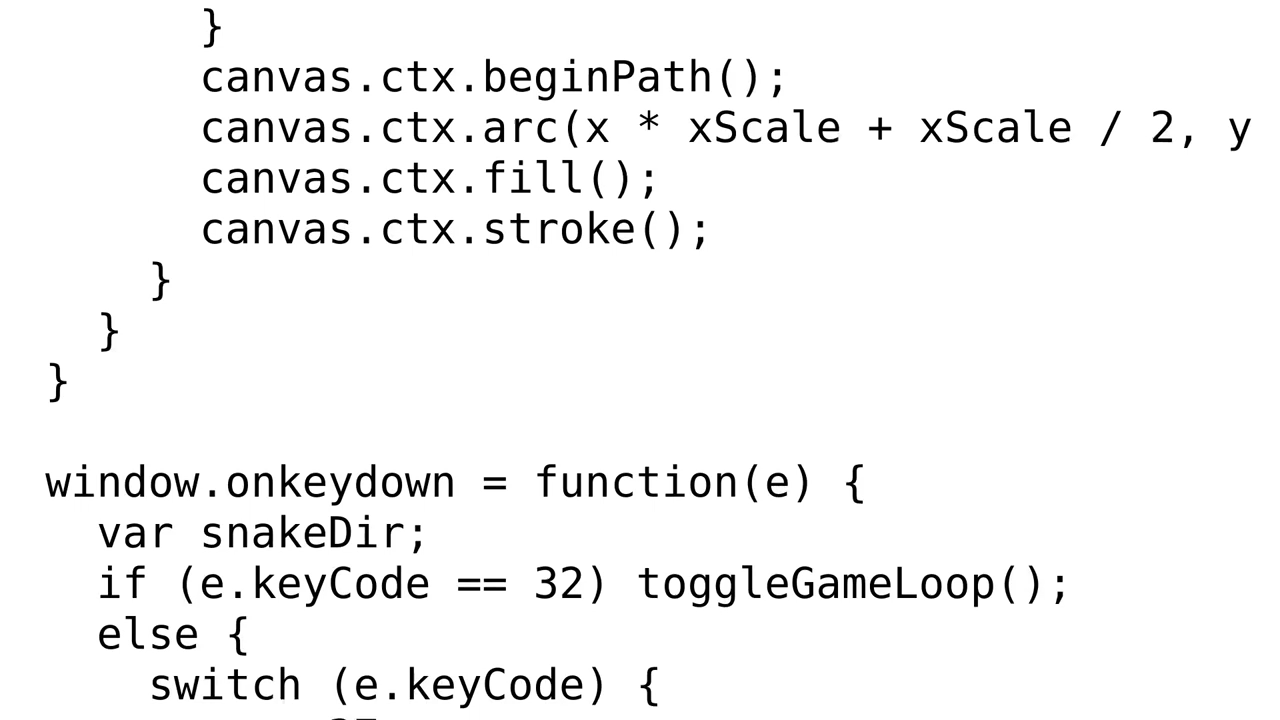 }
canvas.ctx.beginPath();
canvas.ctx.arc(x * xScale + xScale / 2, y
canvas.ctx.fill();
canvas.ctx.stroke();
}
}
}
window.onkeydown = function(e) {
var snakeDir;
if (e.keyCode == 32) toggleGameLoop();
else {
switch (e.keyCode) {